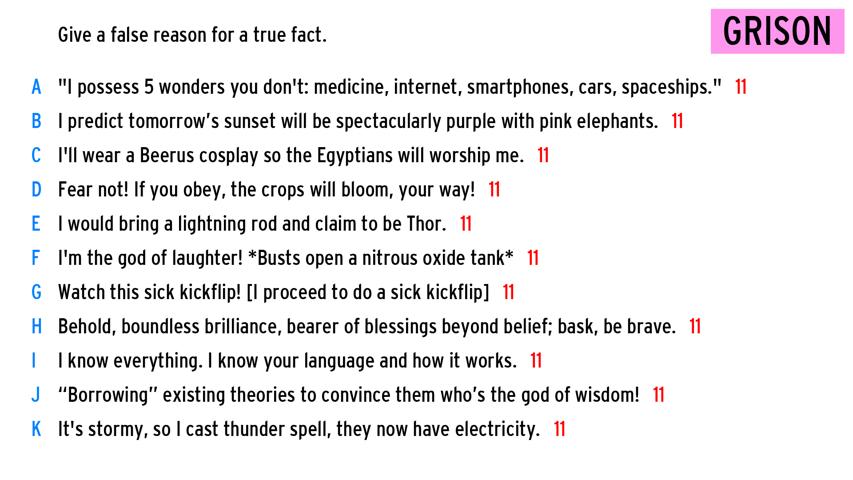 Give a false reason for a true fact.
GRISON
A "I possess 5 wonders you don't: medicine, internet, smartphones, cars, spaceships." 11
B I predict tomorrow’s sunset will be spectacularly purple with pink elephants. 11
C I'll wear a Beerus cosplay so the Egyptians will worship me. 11
D Fear not! If you obey, the crops will bloom, your way! 11
E I would bring a lightning rod and claim to be Thor. 11
F I'm the god of laughter! *Busts open a nitrous oxide tank* 11
G Watch this sick kickflip! [I proceed to do a sick kickflip] 11
H Behold, boundless brilliance, bearer of blessings beyond belief; bask, be brave. 11
I I know everything. I know your language and how it works. 11
J “Borrowing” existing theories to convince them who’s the god of wisdom! 11
K It's stormy, so I cast thunder spell, they now have electricity. 11